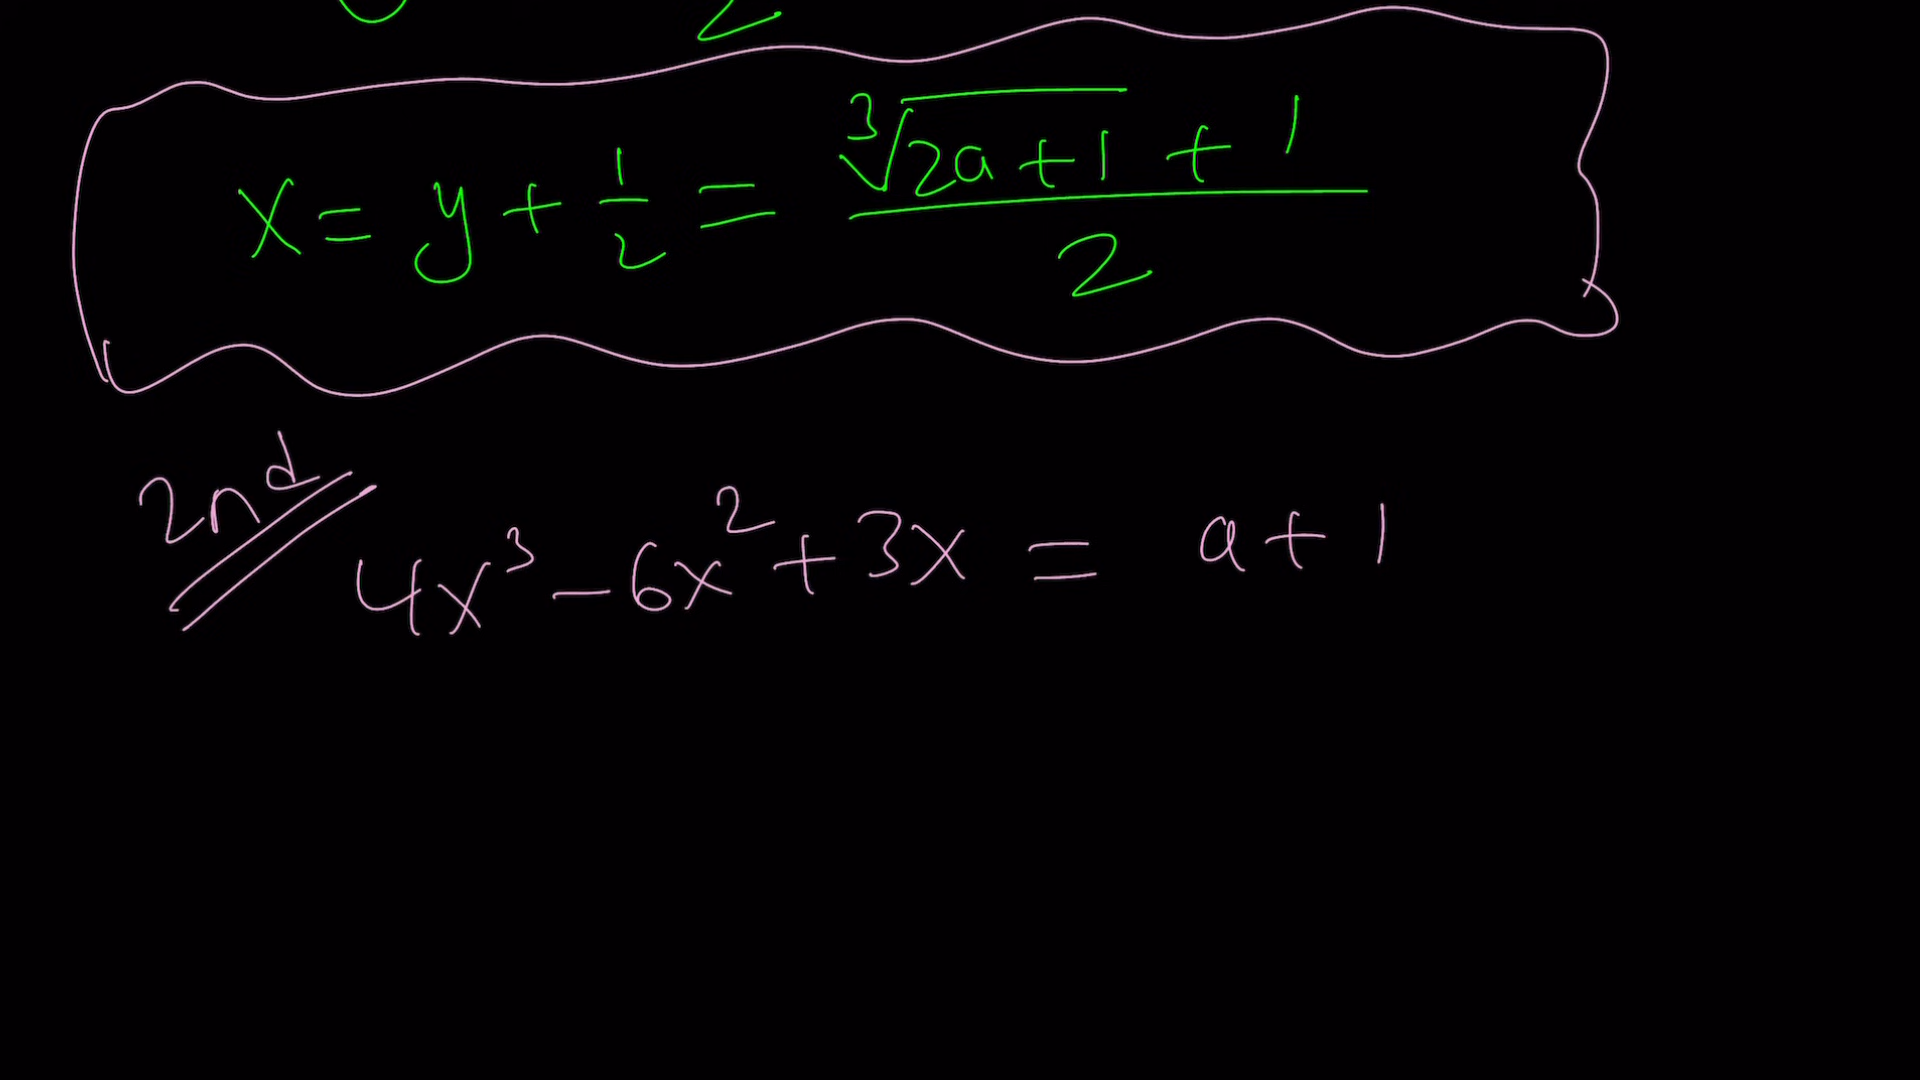 x = y + 1/2 = (∛(2a+1) + 1)/2
2nd
4x³ − 6x² + 3x = a + 1